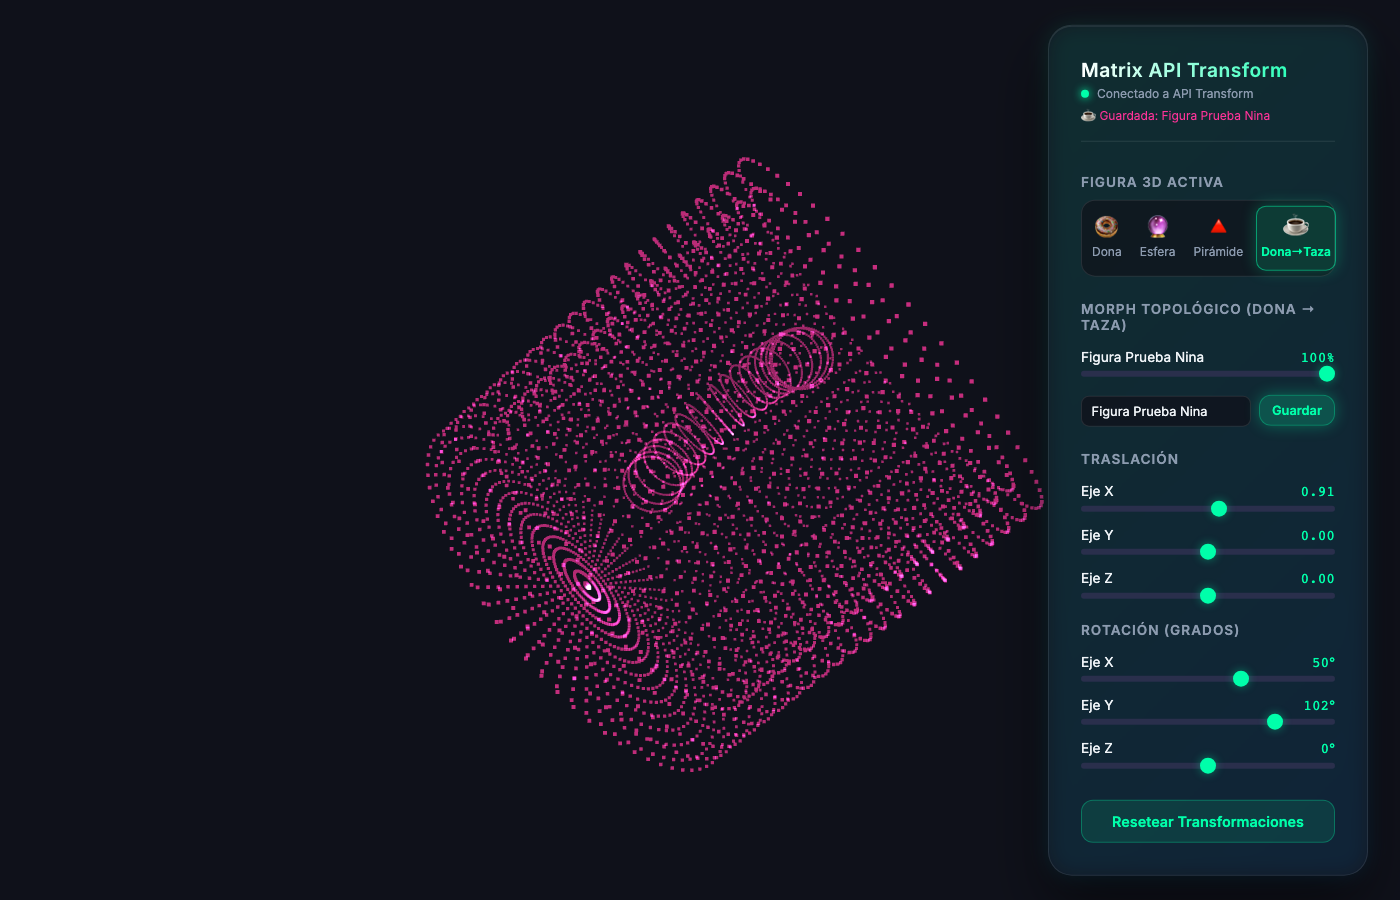 Matrix API Transform
Conectado a API Transform
☕ Guardada: Figura Prueba Nina
FIGURA 3D ACTIVA
Dona
Esfera
Pirámide
Dona→Taza
MORPH TOPOLÓGICO (DONA →
TAZA)
Figura Prueba Nina 100%
Figura Prueba Nina Guardar
TRASLACIÓN
Eje X 0.91
Eje Y 0.00
Eje Z 0.00
ROTACIÓN (GRADOS)
Eje X 50°
Eje Y 102°
Eje Z 0°
Resetear Transformaciones